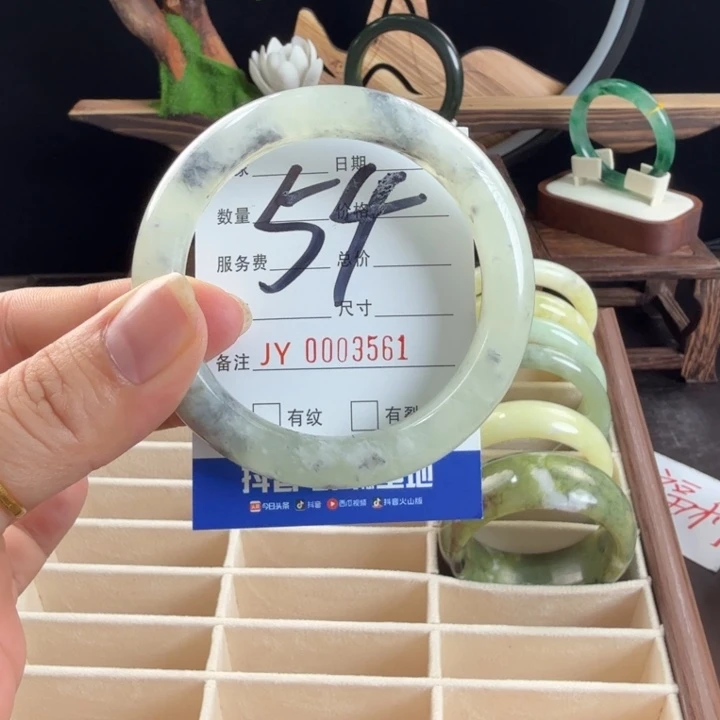 日期
数量 价格
54
服务费 总价
尺寸
备注 JY 0003561
有纹 有裂
今日头条 抖音 西瓜视频 抖音火山版